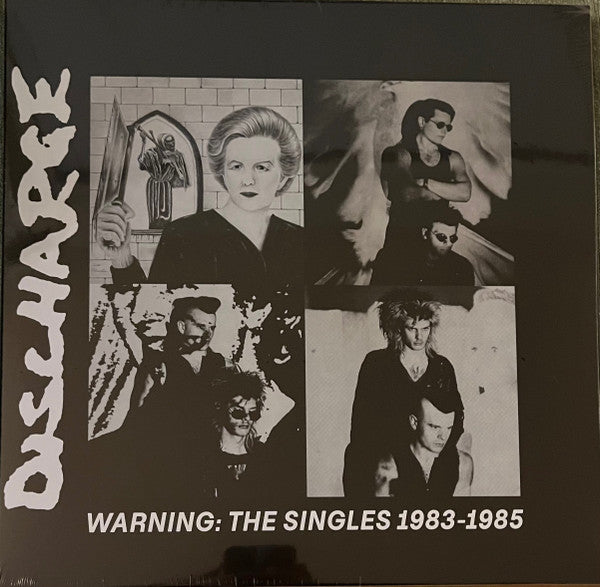 DISCHARGE
WARNING: THE SINGLES 1983-1985